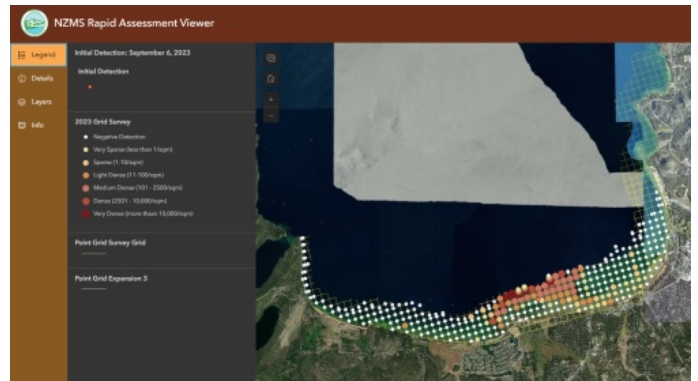 NZMS Rapid Assessment Viewer
Legend
Details
Layers
Info
Initial Detection: September 6, 2023
Initial Detection
2023 Grid Survey
Negative Detection
Very Sparse (less than 1/sqm)
Sparse (1-10/sqm)
Light Dense (11-100/sqm)
Medium Dense (101 - 2500/sqm)
Dense (2501 - 10,000/sqm)
Very Dense (more thaan 10,000/sqm)
Point Grid Survey Grid
Point Grid Expansion 3